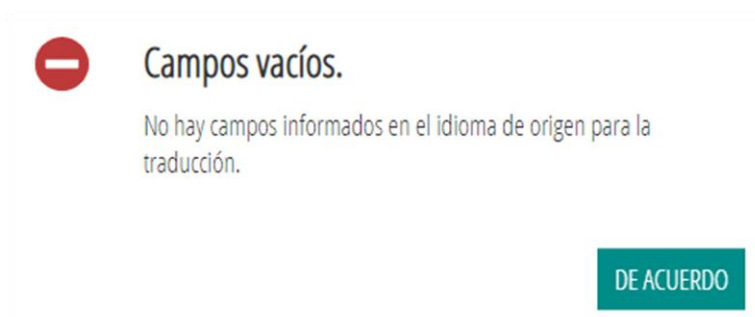 Campos vacíos.
No hay campos informados en el idioma de origen para la
traducción.
DE ACUERDO